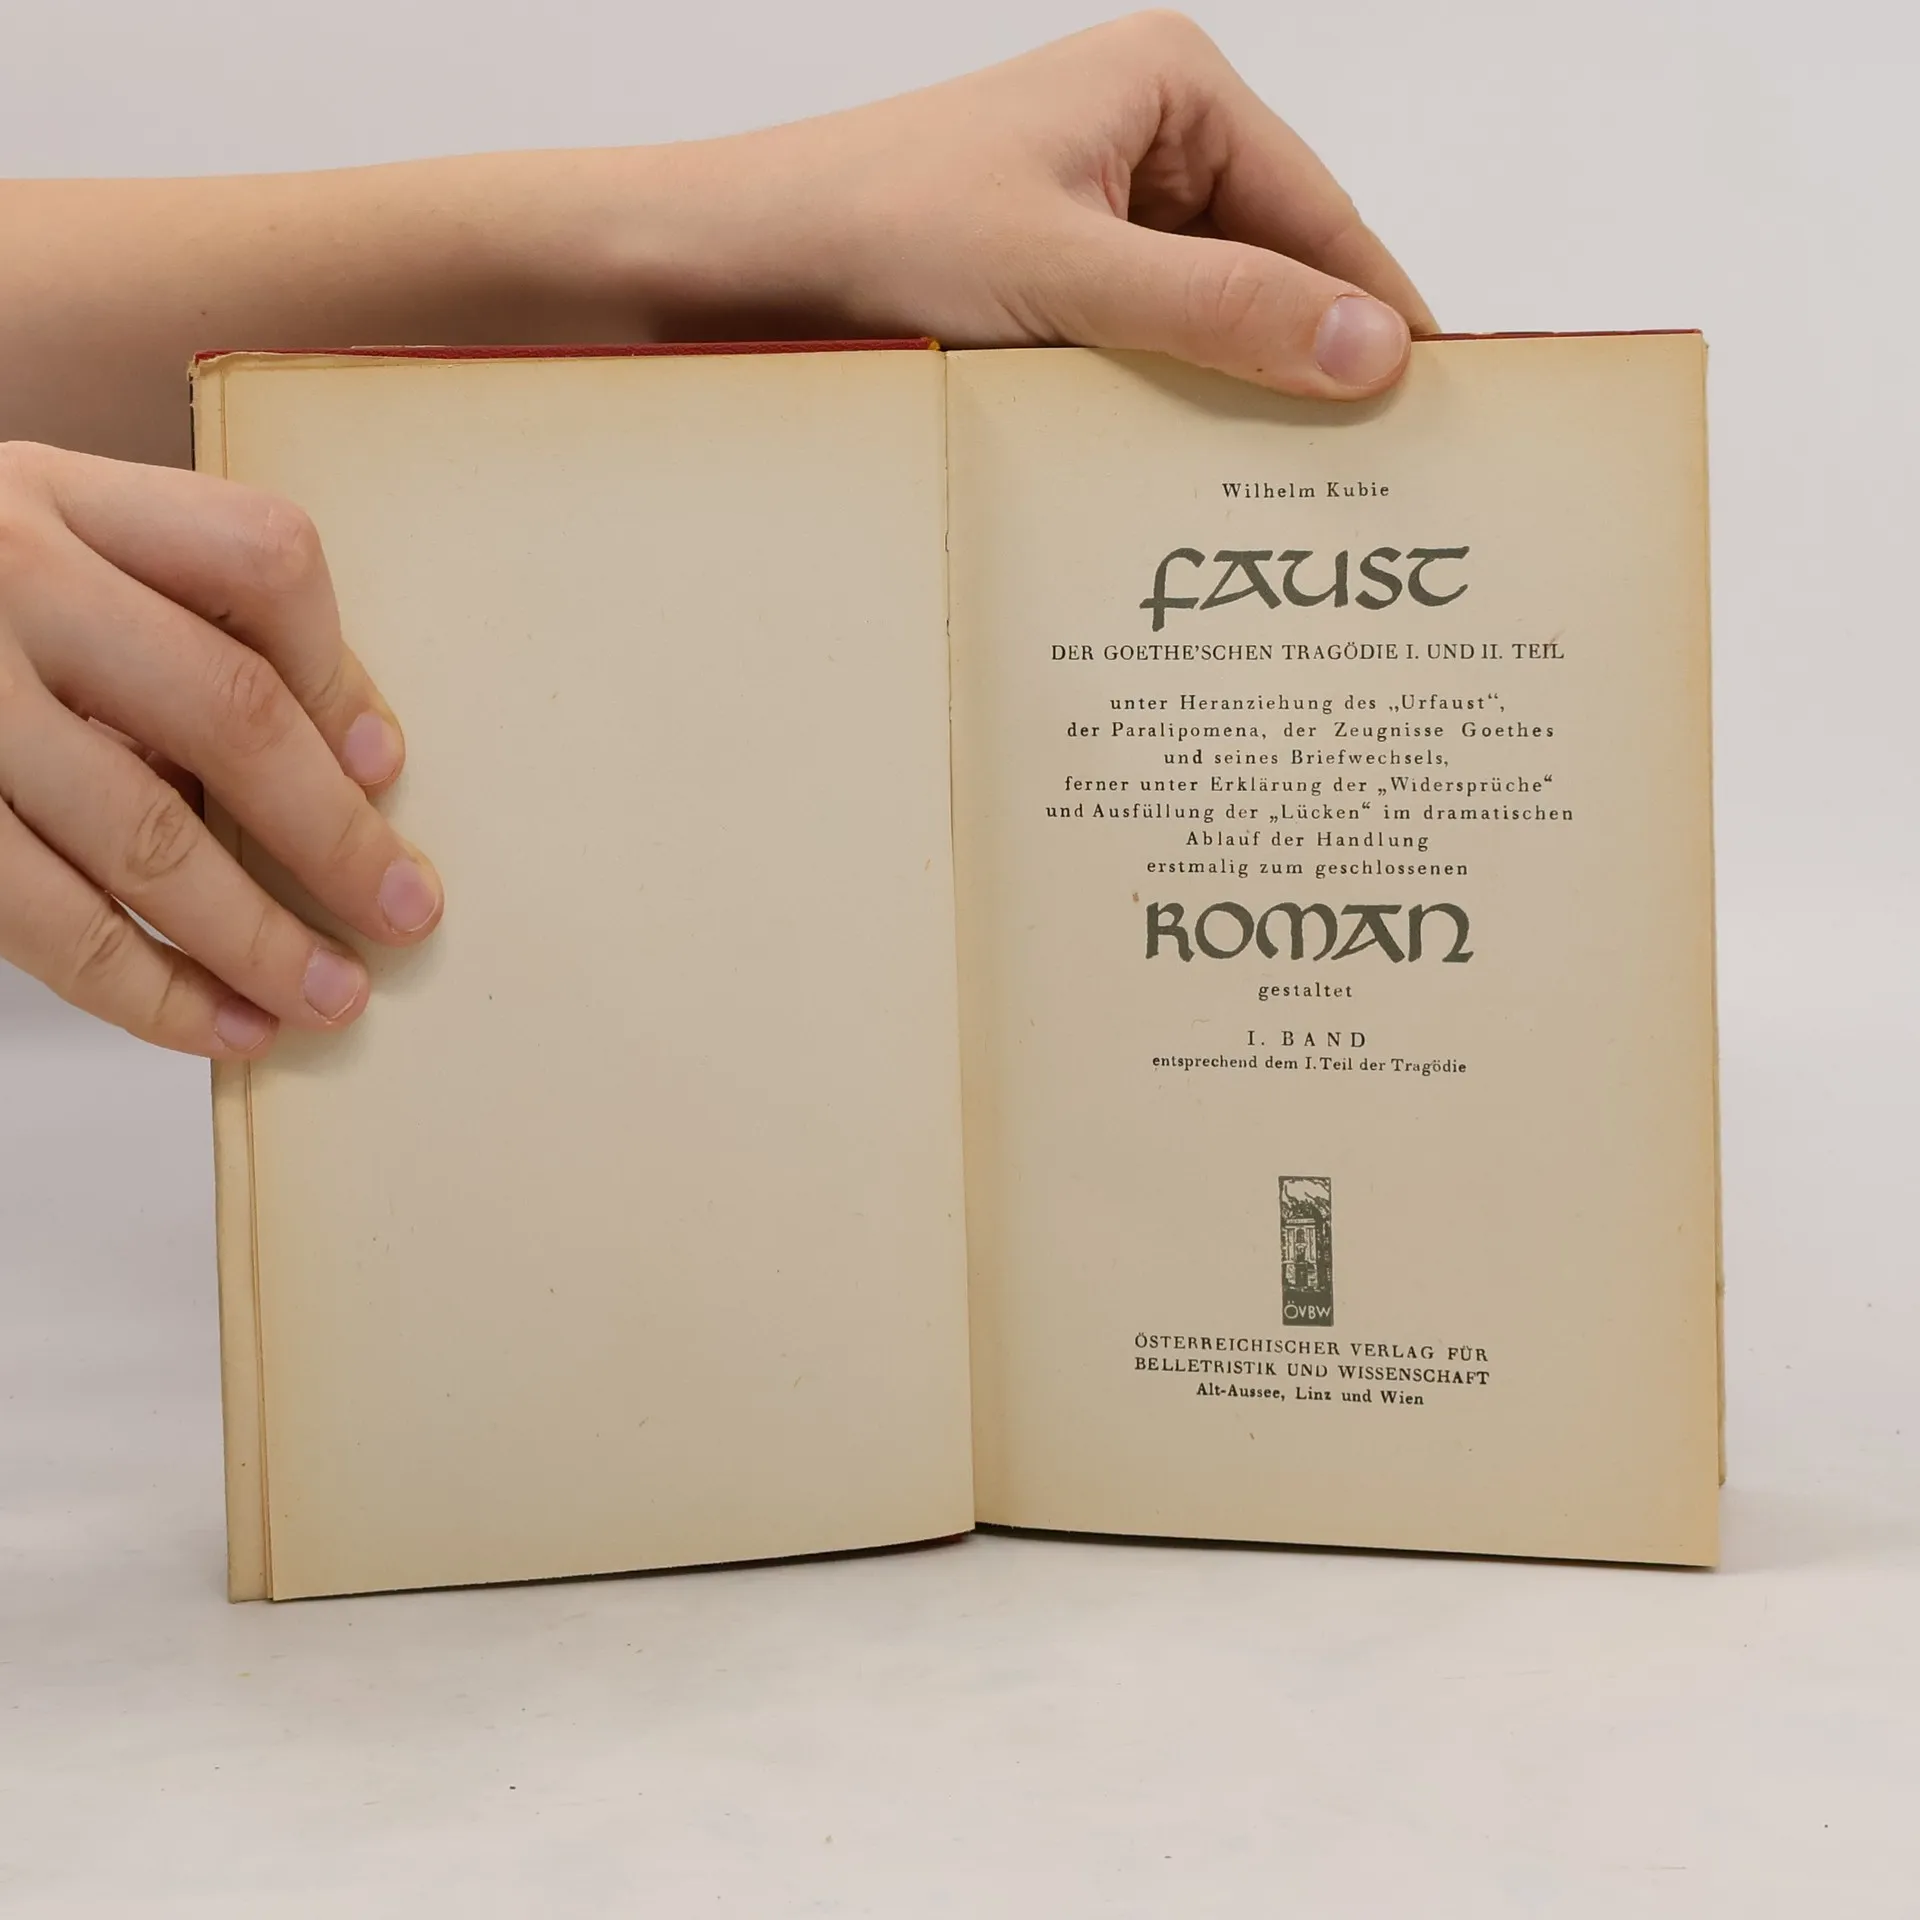 Wilhelm Kubie
FAUST
DER GOETHE'SCHEN TRAGÖDIE I. UND II. TEIL
unter Heranziehung des „Urfaust“,
der Paralipomena, der Zeugnisse Goethes
und seines Briefwechsels,
ferner unter Erklärung der „Widersprüche“
und Ausfüllung der „Lücken“ im dramatischen
Ablauf der Handlung
erstmalig zum geschlossenen
ROMAN
gestaltet
I. BAND
entsprechend dem I. Teil der Tragödie
ÖVBW
ÖSTERREICHISCHER VERLAG FÜR
BELLETRISTIK UND WISSENSCHAFT
Alt-Aussee, Linz und Wien